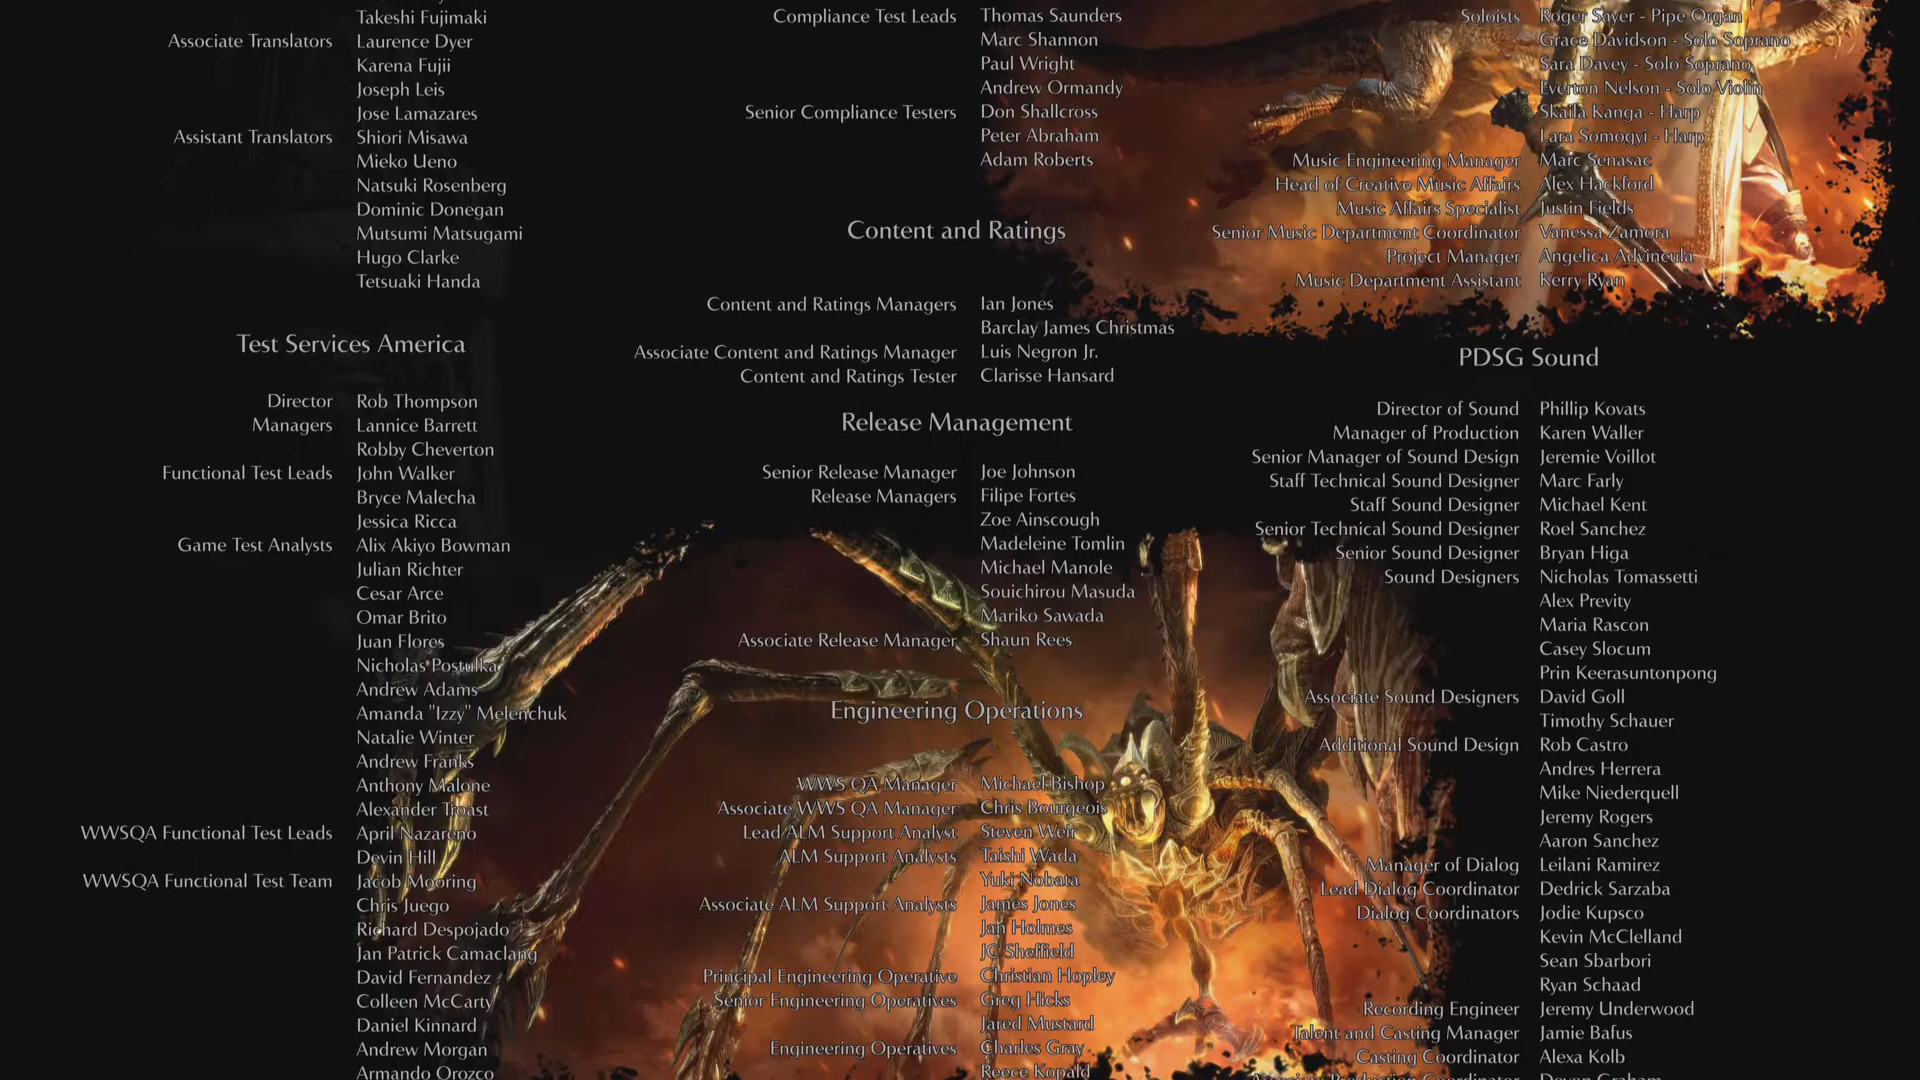 Takeshi Fujimaki
Associate Translators Laurence Dyer
Karena Fujii
Joseph Leis
Jose Lamazares
Assistant Translators Shiori Misawa
Mieko Ueno
Natsuki Rosenberg
Dominic Donegan
Mutsumi Matsugami
Hugo Clarke
Tetsuaki Handa
Test Services America
Director Rob Thompson
Managers Lannice Barrett
Robby Cheverton
Functional Test Leads John Walker
Bryce Malecha
Jessica Ricca
Game Test Analysts Alix Akiyo Bowman
Julian Richter
Cesar Arce
Omar Brito
Juan Flores
Nicholas Postulka
Andrew Adams
Amanda "Izzy" Melenchuk
Natalie Winter
Andrew Franks
Anthony Malone
Alexander Troast
WWSQA Functional Test Leads April Nazareno
Devin Hill
WWSQA Functional Test Team Jacob Mooring
Chris Juego
Richard Despojado
Jan Patrick Camaclang
David Fernandez
Colleen McCarty
Daniel Kinnard
Andrew Morgan
Armando Orozco
Compliance Test Leads Thomas Saunders
Marc Shannon
Paul Wright
Andrew Ormandy
Senior Compliance Testers Don Shallcross
Peter Abraham
Adam Roberts
Content and Ratings
Content and Ratings Managers Ian Jones
Barclay James Christmas
Associate Content and Ratings Manager Luis Negron Jr.
Content and Ratings Tester Clarisse Hansard
Release Management
Senior Release Manager Joe Johnson
Release Managers Filipe Fortes
Zoe Ainscough
Madeleine Tomlin
Michael Manole
Souichirou Masuda
Mariko Sawada
Associate Release Manager Shaun Rees
Engineering Operations
WWS QA Manager Michael Bishop
Associate WWS QA Manager Chris Bourgeois
Lead ALM Support Analyst Steven Weir
ALM Support Analysts Taishi Wada
Yuki Nobata
Associate ALM Support Analysts James Jones
Jan Holmes
JC Sheffield
Principal Engineering Operative Christian Hopley
Senior Engineering Operatives Greg Hicks
Jared Mustard
Engineering Operatives Charles Gray
Reece Kopald
Soloists Roger Sayer - Pipe Organ
Grace Davidson - Solo Soprano
Sara Davey - Solo Soprano
Everton Nelson - Solo Violin
Skaila Kanga - Harp
Lara Somogyi - Harp
Music Engineering Manager Marc Senasac
Head of Creative Music Affairs Alex Hackford
Music Affairs Specialist Justin Fields
Senior Music Department Coordinator Vanessa Zamora
Project Manager Angelica Advincula
Music Department Assistant Kerry Ryan
PDSG Sound
Director of Sound Phillip Kovats
Manager of Production Karen Waller
Senior Manager of Sound Design Jeremie Voillot
Staff Technical Sound Designer Marc Farly
Staff Sound Designer Michael Kent
Senior Technical Sound Designer Roel Sanchez
Senior Sound Designer Bryan Higa
Sound Designers Nicholas Tomassetti
Alex Previty
Maria Rascon
Casey Slocum
Prin Keerasuntonpong
Associate Sound Designers David Goll
Timothy Schauer
Additional Sound Design Rob Castro
Andres Herrera
Mike Niederquell
Jeremy Rogers
Aaron Sanchez
Manager of Dialog Leilani Ramirez
Lead Dialog Coordinator Dedrick Sarzaba
Dialog Coordinators Jodie Kupsco
Kevin McClelland
Sean Sbarbori
Ryan Schaad
Recording Engineer Jeremy Underwood
Talent and Casting Manager Jamie Bafus
Casting Coordinator Alexa Kolb